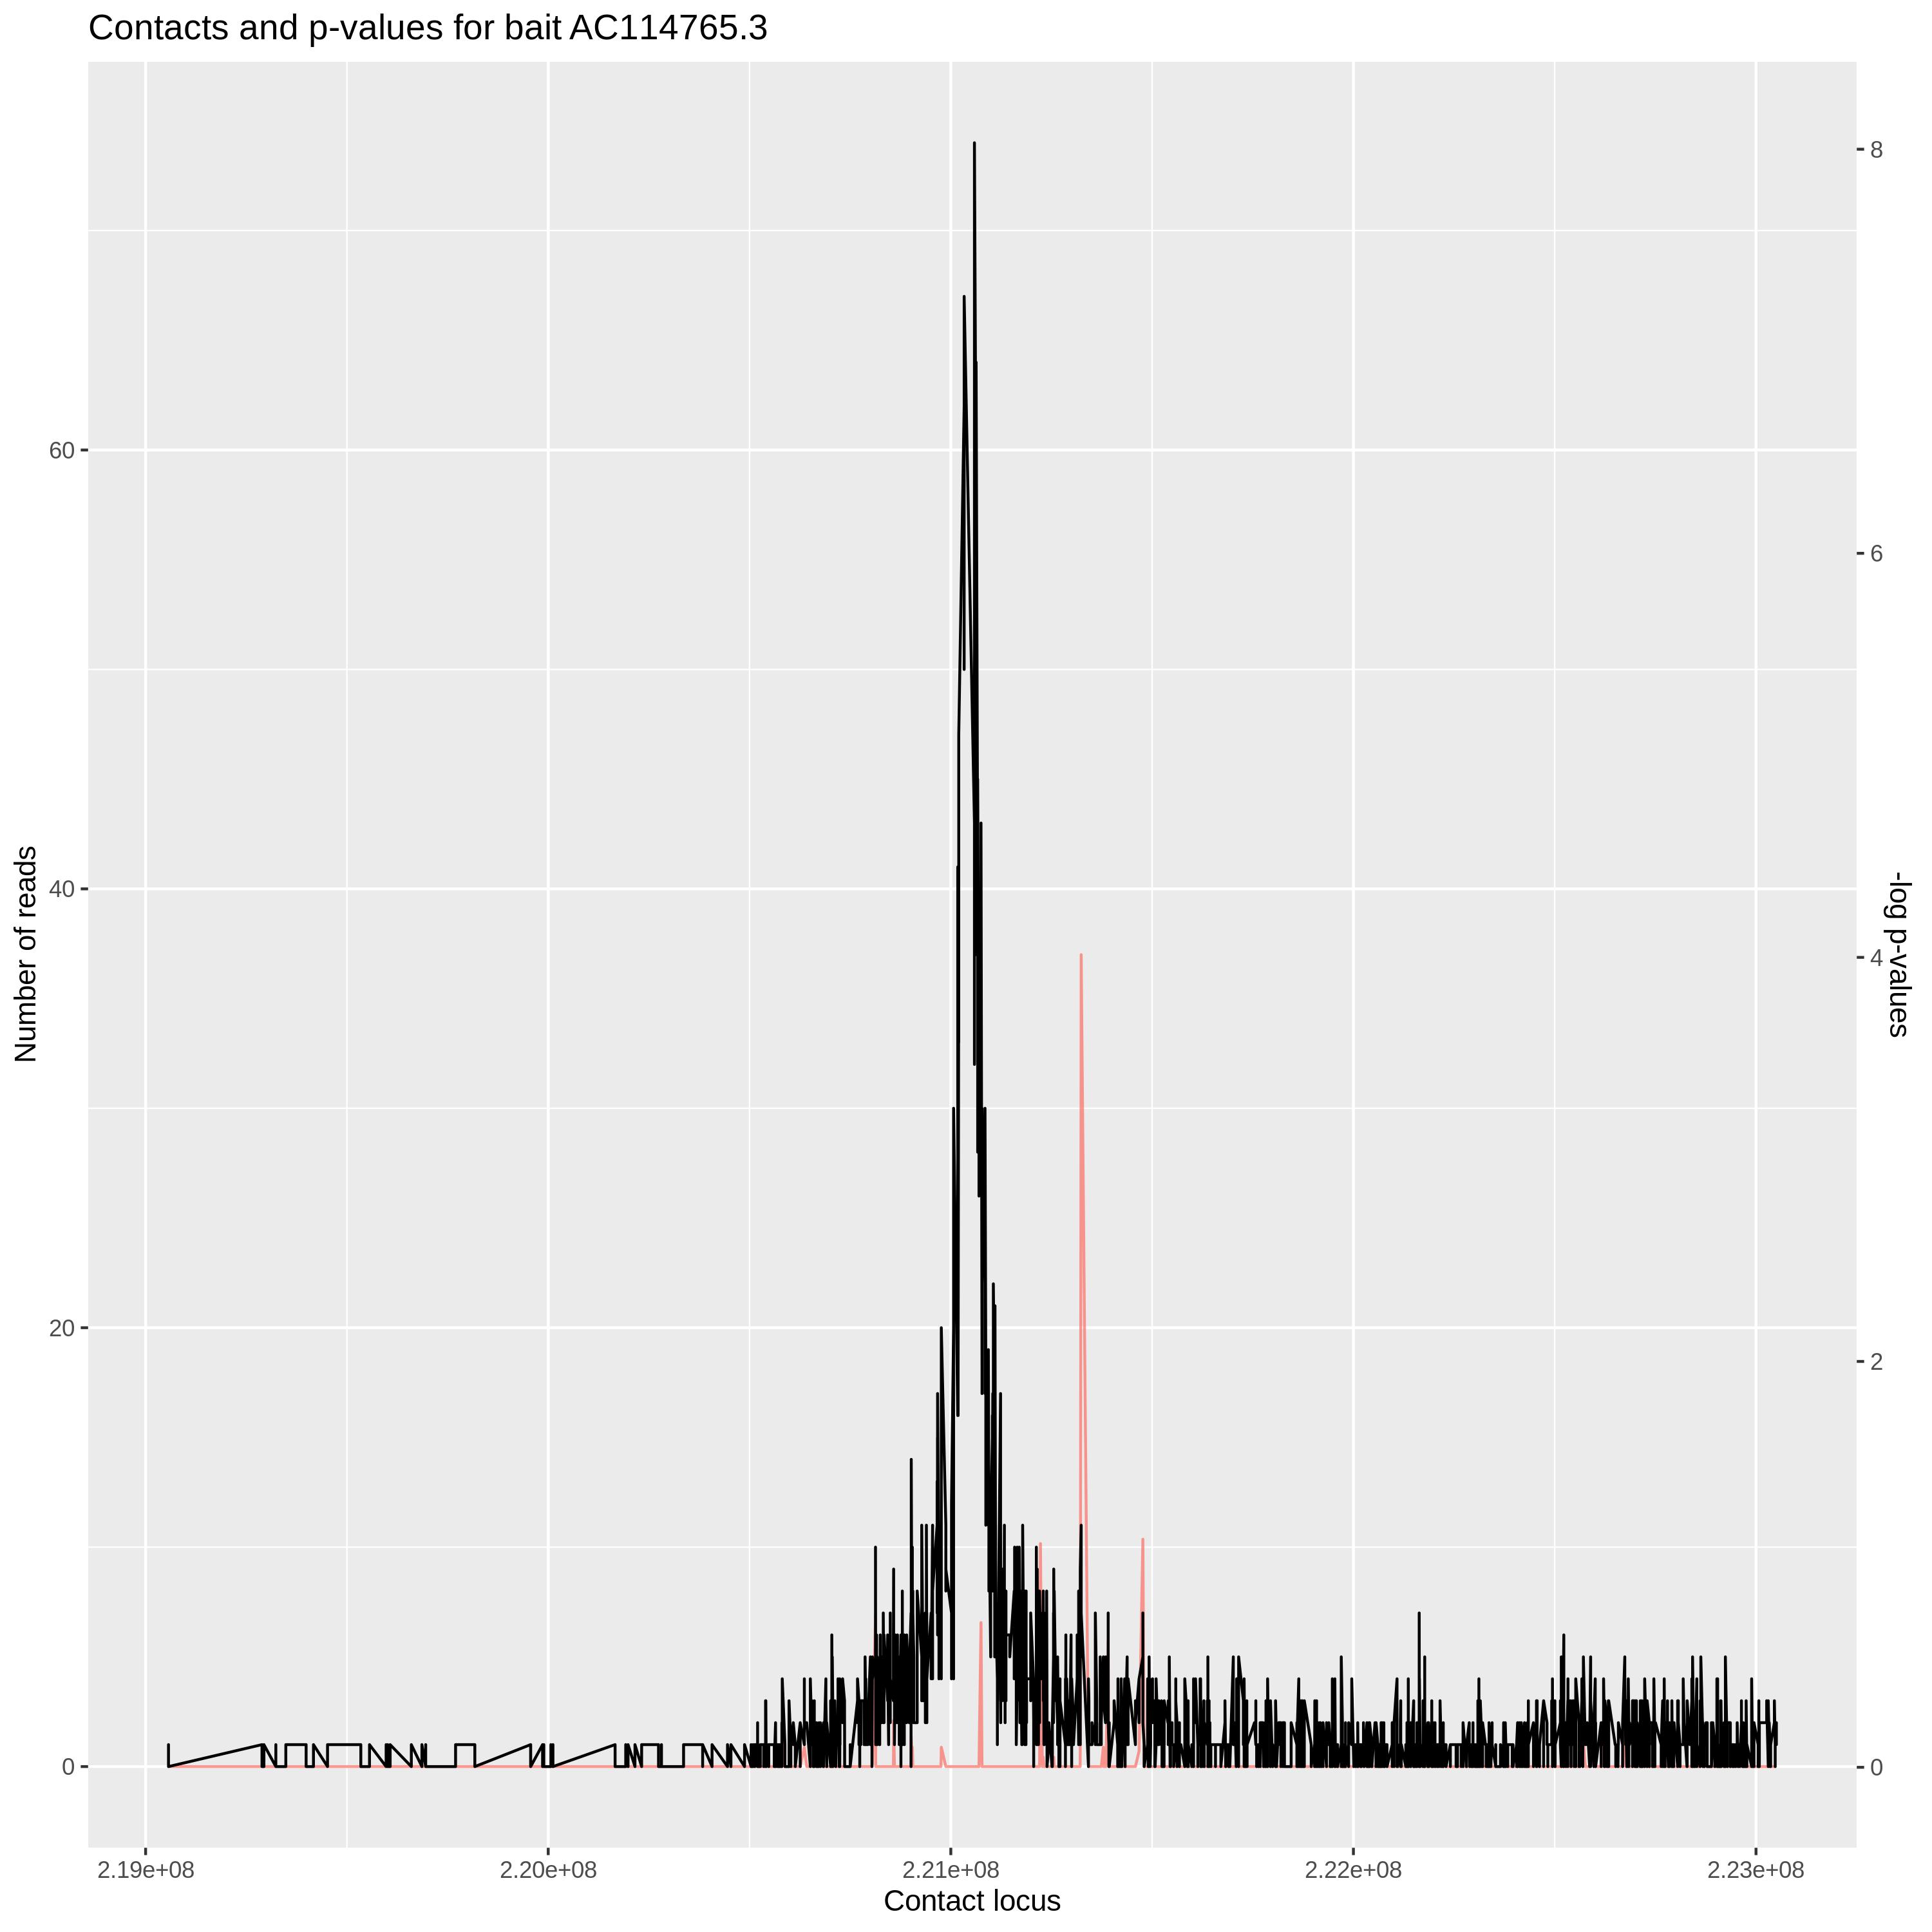 Contacts and p-values for bait AC114765.3
Number of reads
60
40
20
0
8
6
4
2
0
-log p-values
2.19e+08
2.20e+08
2.21e+08
2.22e+08
2.23e+08
Contact locus